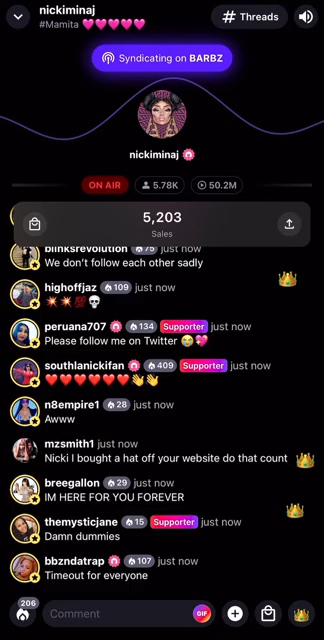 nickiminaj
#Mamita 💖💖💖💖💖
# Threads
Syndicating on BARBZ
nickiminaj
ON AIR 5.78K 50.2M
5,203
Sales
blinksrevolution 75 just now
We don't follow each other sadly
highoffjaz 109 just now
💥💥💯💀
peruana707 134 Supporter just now
Please follow me on Twitter 😭💖
southlanickifan 409 Supporter just now
❤️❤️❤️❤️❤️❤️👋👋
n8empire1 28 just now
Awww
mzsmith1 just now
Nicki I bought a hat off your website do that count
breegallon 29 just now
IM HERE FOR YOU FOREVER
themysticjane 15 Supporter just now
Damn dummies
bbzndatrap 107 just now
Timeout for everyone
206
Comment GIF